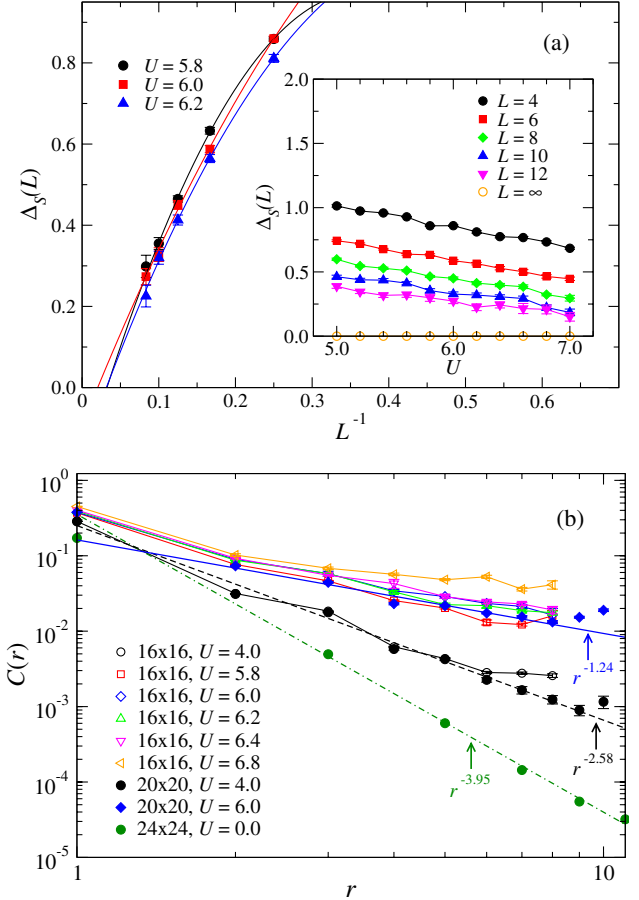 (a)
U = 5.8
U = 6.0
U = 6.2
Δ_S(L)
0.8
0.6
0.4
0.2
0.0
0.1
0.2
0.3
0.4
0.5
0.6
L⁻¹
L = 4
L = 6
L = 8
L = 10
L = 12
L = ∞
Δ_S(L)
2.0
1.5
1.0
0.5
0.0
5.0
6.0
7.0
U
(b)
C(r)
10⁰
10⁻¹
10⁻²
10⁻³
10⁻⁴
10⁻⁵
16x16, U = 4.0
16x16, U = 5.8
16x16, U = 6.0
16x16, U = 6.2
16x16, U = 6.4
16x16, U = 6.8
20x20, U = 4.0
20x20, U = 6.0
24x24, U = 0.0
r⁻¹·²⁴
r⁻²·⁵⁸
r⁻³·⁹⁵
1
10
r